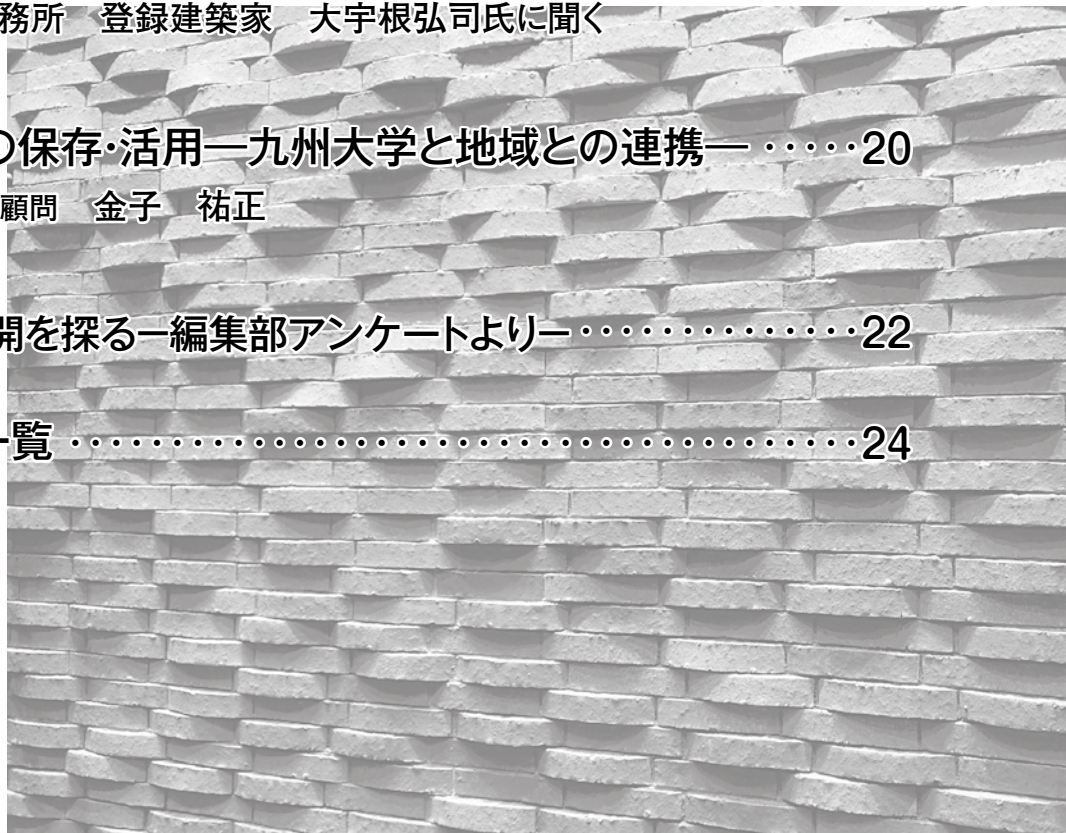 務所 登録建築家 大宇根弘司氏に聞く
の保存・活用―九州大学と地域との連携― ・・・・・20
顧問 金子 祐正
開を探る－編集部アンケートより－・・・・・・・・・・・・・・22
一覧 ・・・・・・・・・・・・・・・・・・・・・・・・・・・・・・・・・・・・・・・24